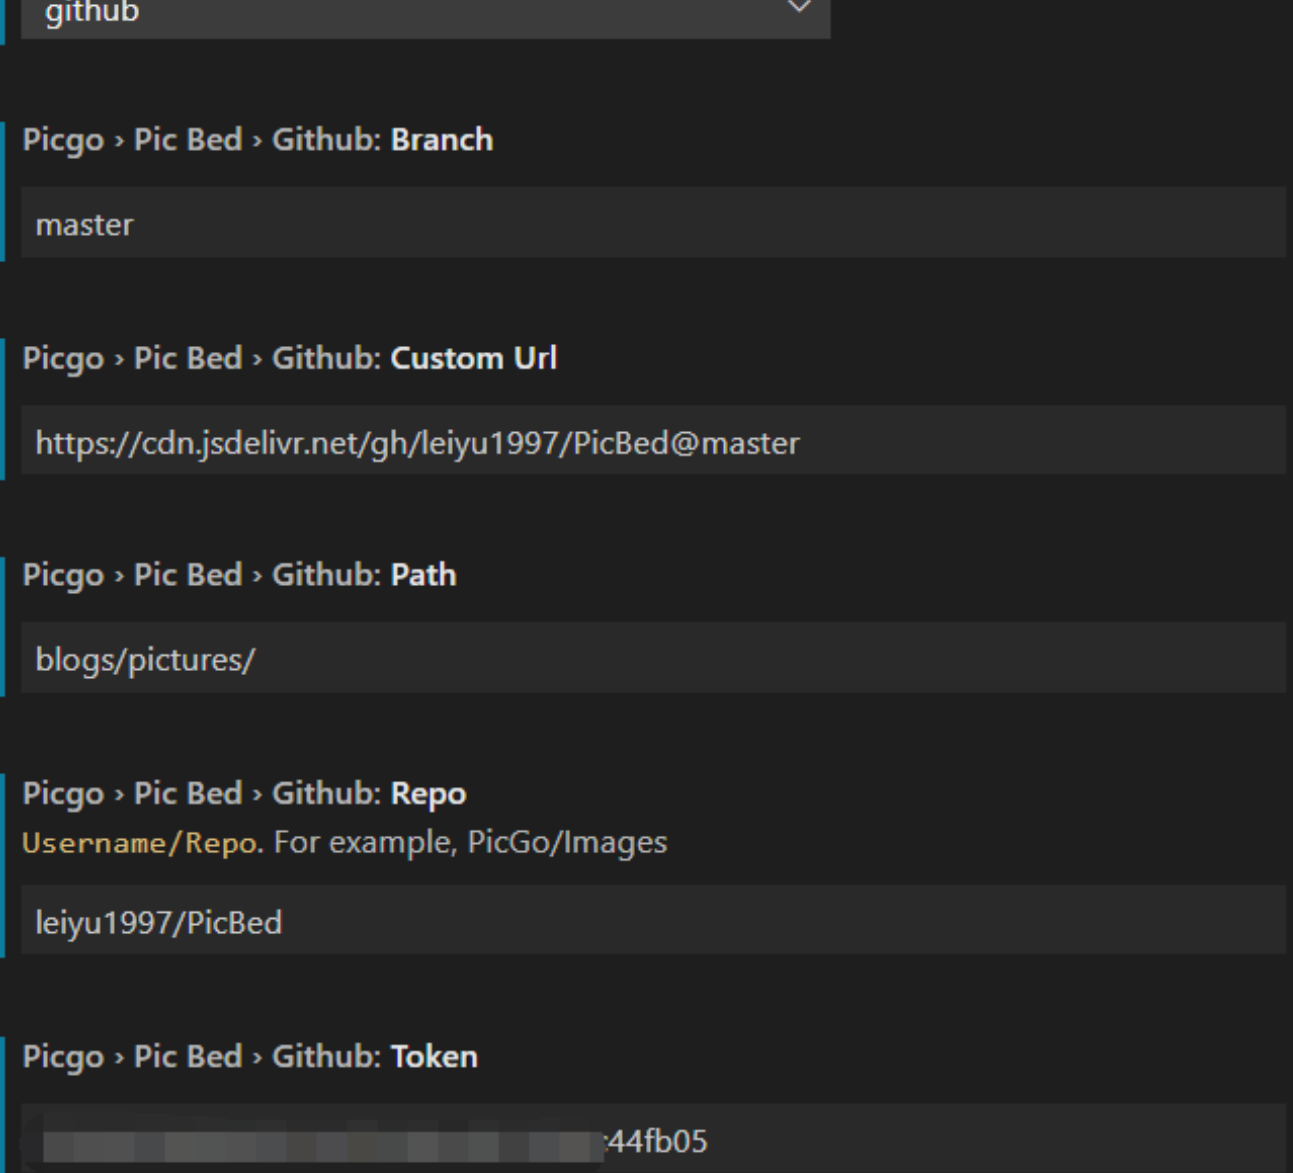 github
Picgo › Pic Bed › Github: Branch
master
Picgo › Pic Bed › Github: Custom Url
https://cdn.jsdelivr.net/gh/leiyu1997/PicBed@master
Picgo › Pic Bed › Github: Path
blogs/pictures/
Picgo › Pic Bed › Github: Repo
Username/Repo. For example, PicGo/Images
leiyu1997/PicBed
Picgo › Pic Bed › Github: Token
44fb05